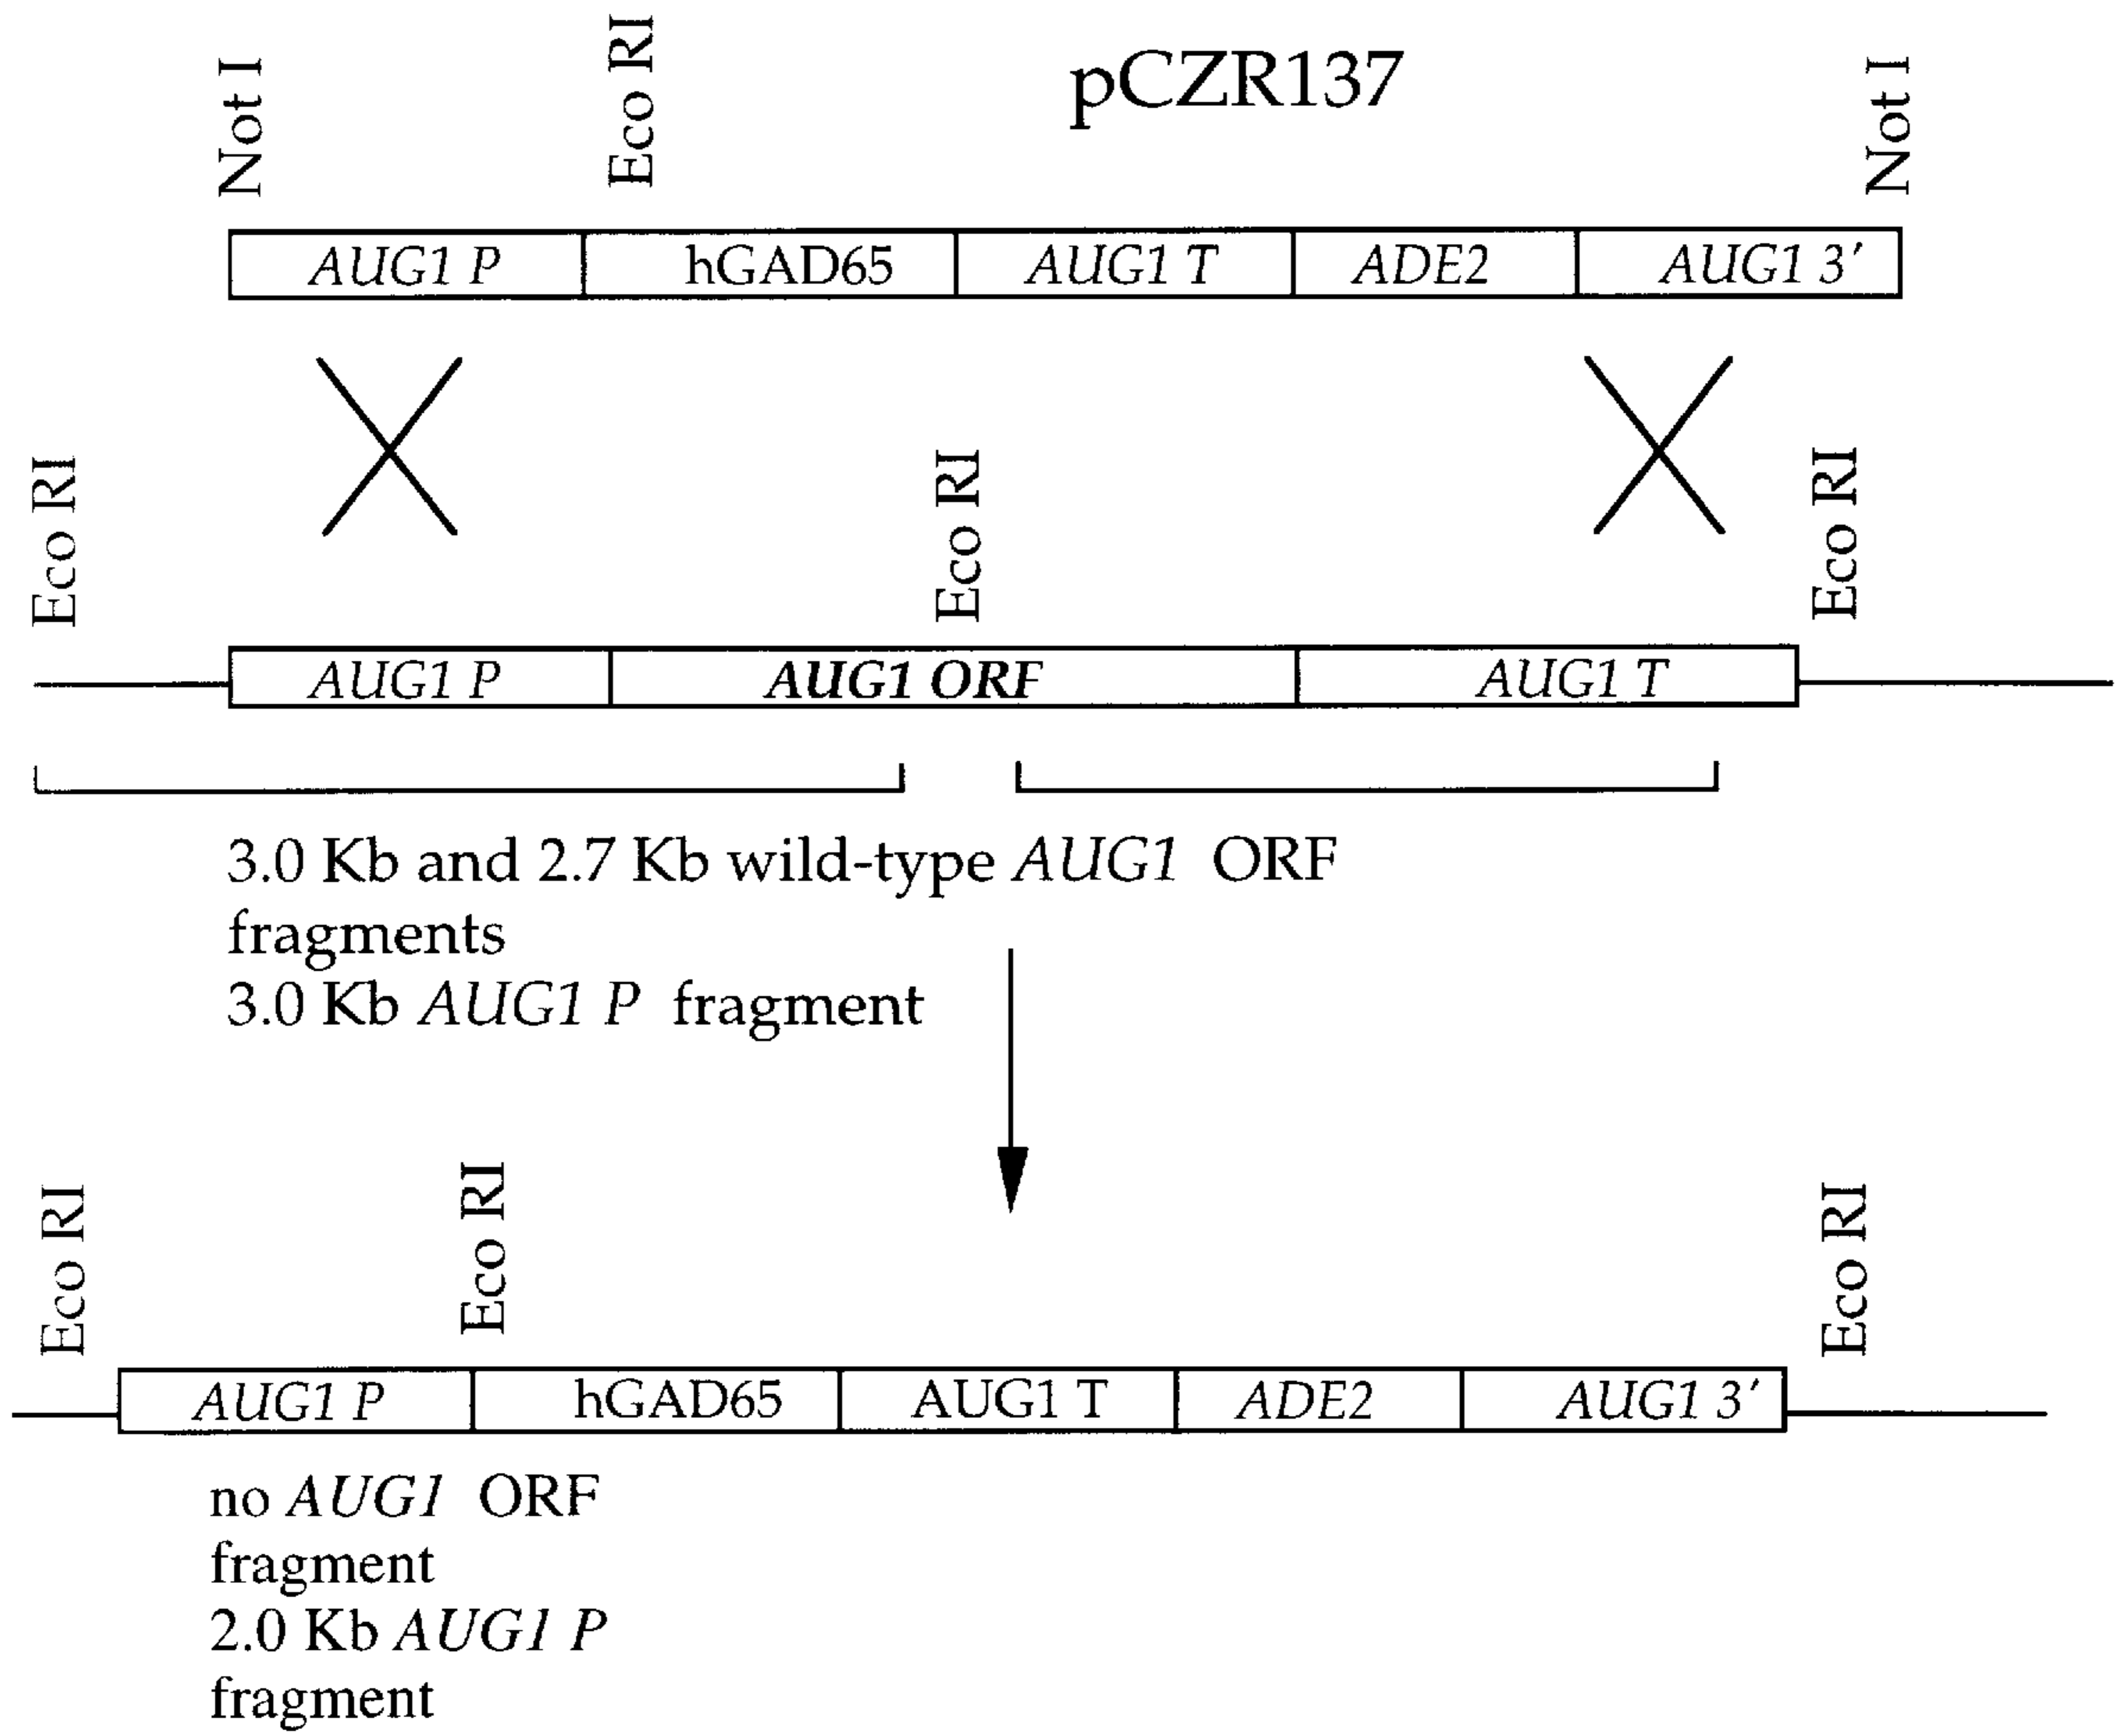 pCZR137
Not I
Eco RI
Not I
AUG1 P hGAD65 AUG1 T ADE2 AUG1 3'
Eco RI
Eco RI
Eco RI
AUG1 P AUG1 ORF AUG1 T
3.0 Kb and 2.7 Kb wild-type AUG1 ORF
fragments
3.0 Kb AUG1 P fragment
Eco RI
Eco RI
Eco RI
AUG1 P hGAD65 AUG1 T ADE2 AUG1 3'
no AUG1 ORF
fragment
2.0 Kb AUG1 P
fragment